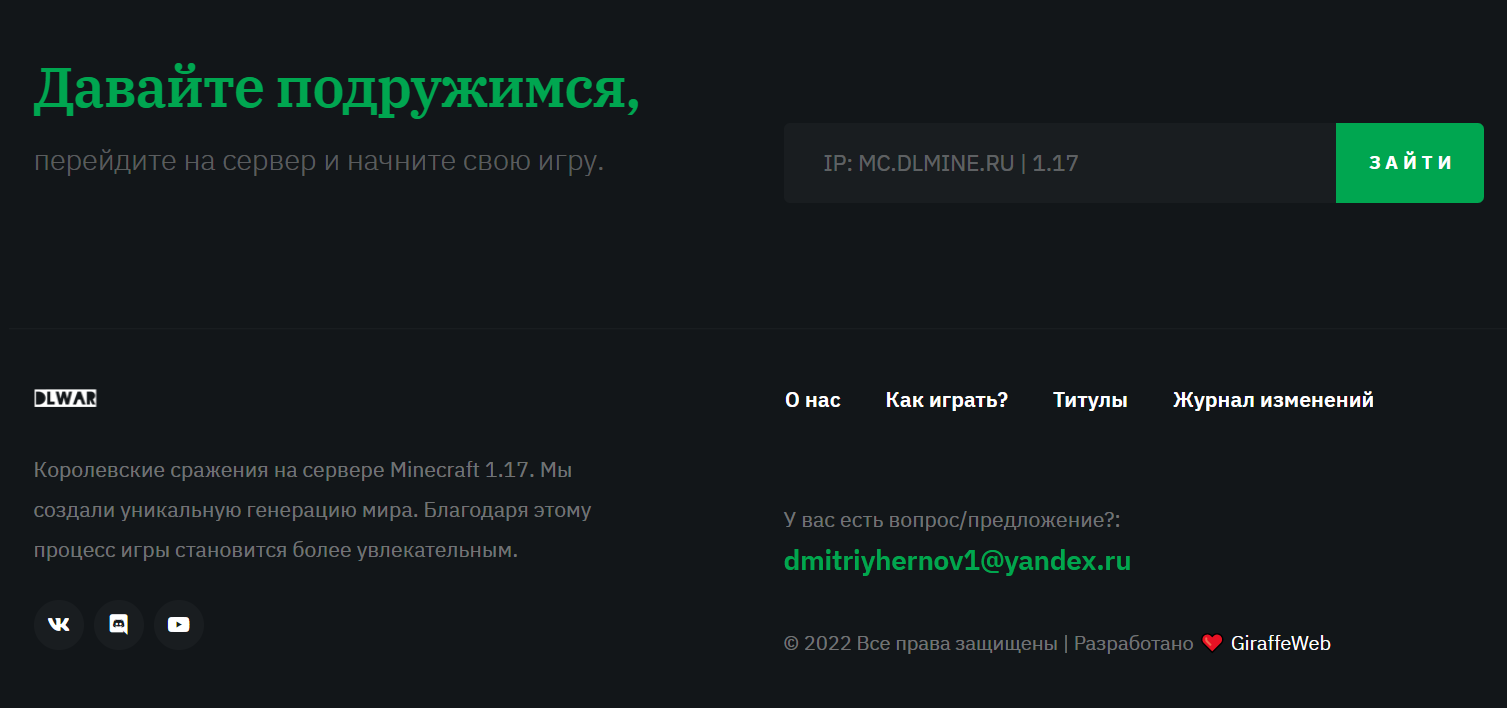 Давайте подружимся,
перейдите на сервер и начните свою игру.
IP: MC.DLMINE.RU | 1.17
ЗАЙТИ
DLWAR
О нас Как играть? Титулы Журнал изменений
Королевские сражения на сервере Minecraft 1.17. Мы
создали уникальную генерацию мира. Благодаря этому
процесс игры становится более увлекательным.
У вас есть вопрос/предложение?:
dmitriyhernov1@yandex.ru
© 2022 Все права защищены | Разработано ❤ GiraffeWeb